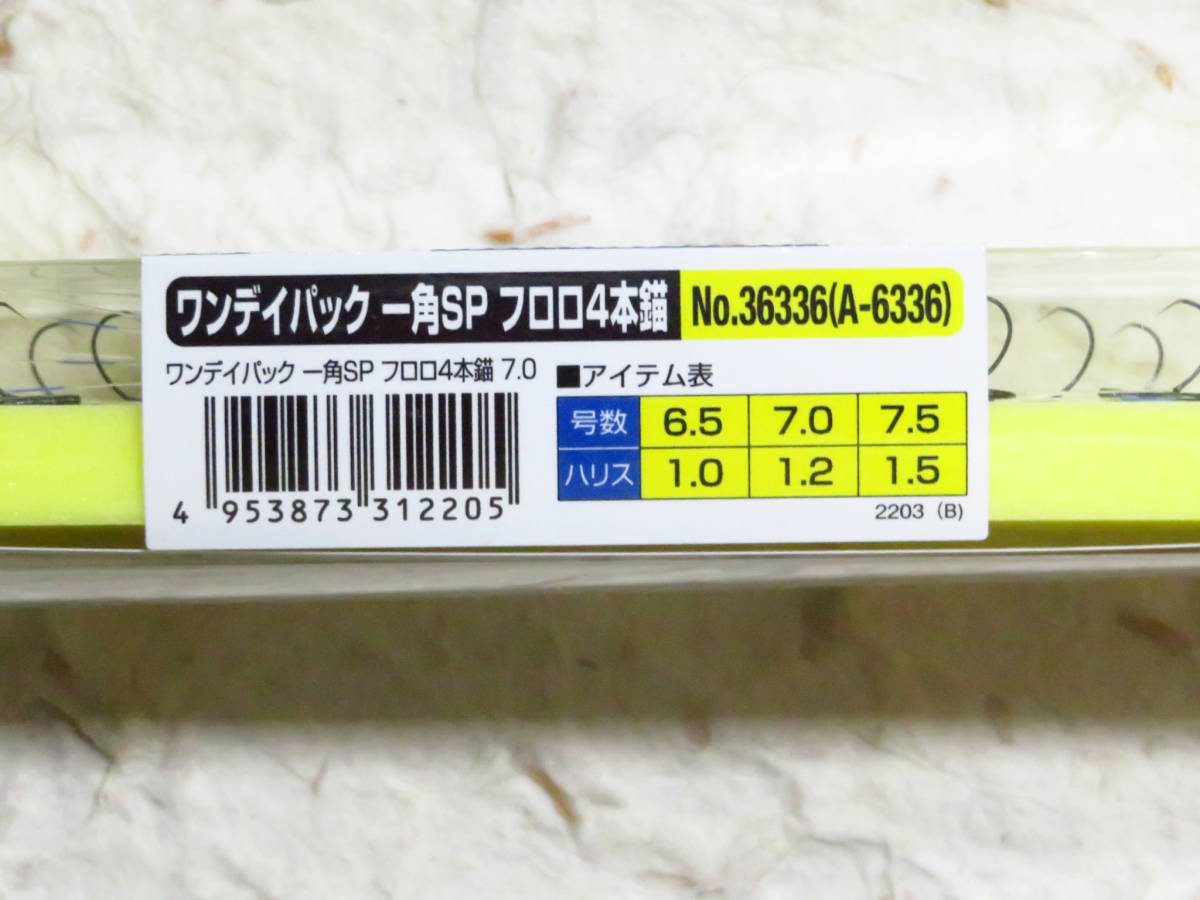 ワンデイパック 一角SP フロロ4本錨 No.36336(A-6336)
ワンデイパック 一角SP フロロ4本錨 7.0
■アイテム表
号数 6.5 7.0 7.5
ハリス 1.0 1.2 1.5
4 953873 312205
2203 (B)